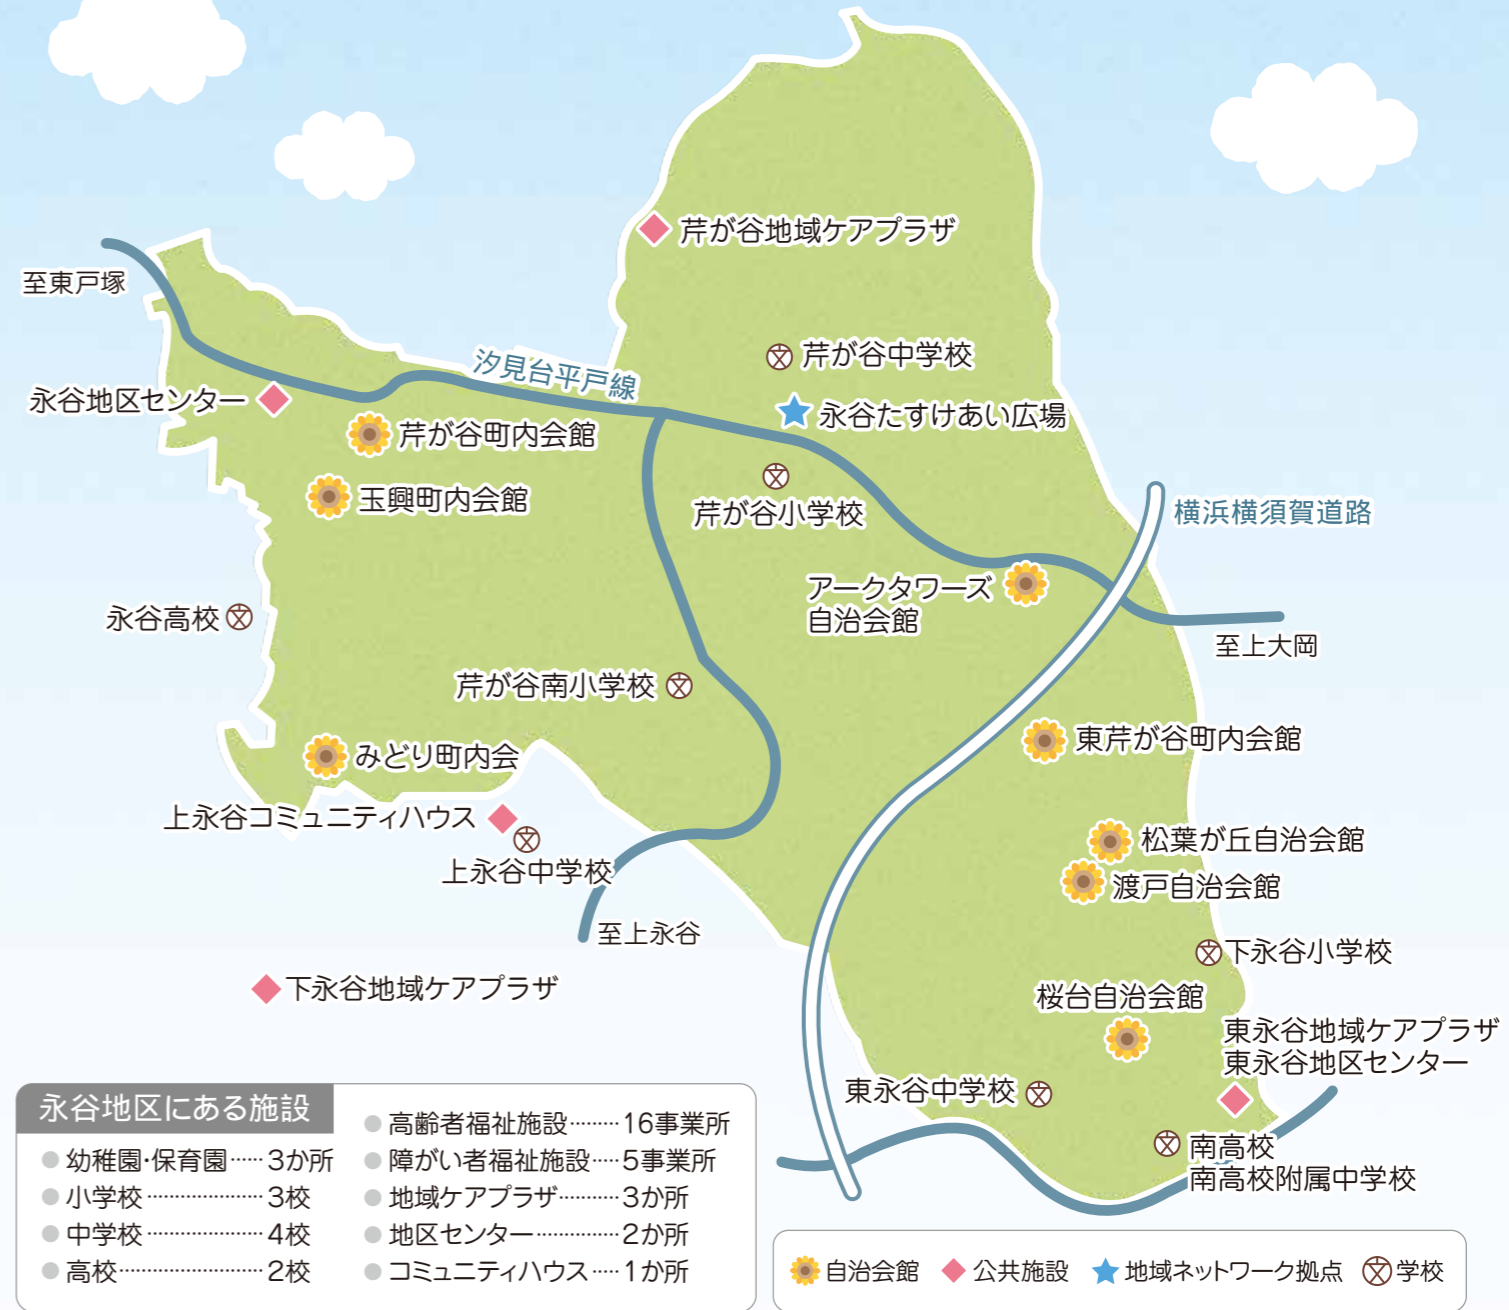 芹が谷地域ケアプラザ
至東戸塚
芹が谷中学校
汐見台平戸線
永谷地区センター
永谷たすけあい広場
芹が谷町内会館
玉興町内会館
芹が谷小学校
横浜横須賀道路
アークタワーズ
自治会館
永谷高校
至上大岡
芹が谷南小学校
東芹が谷町内会館
みどり町内会
上永谷コミュニティハウス
松葉が丘自治会館
上永谷中学校
渡戸自治会館
至上永谷
下永谷小学校
下永谷地域ケアプラザ
桜台自治会館
東永谷地域ケアプラザ
東永谷地区センター
東永谷中学校
南高校
南高校附属中学校
永谷地区にある施設
● 幼稚園・保育園……3か所
● 小学校…………………3校
● 中学校…………………4校
● 高校……………………2校
● 高齢者福祉施設………16事業所
● 障がい者福祉施設……5事業所
● 地域ケアプラザ………3か所
● 地区センター…………2か所
● コミュニティハウス……1か所
自治会館 公共施設 地域ネットワーク拠点 学校